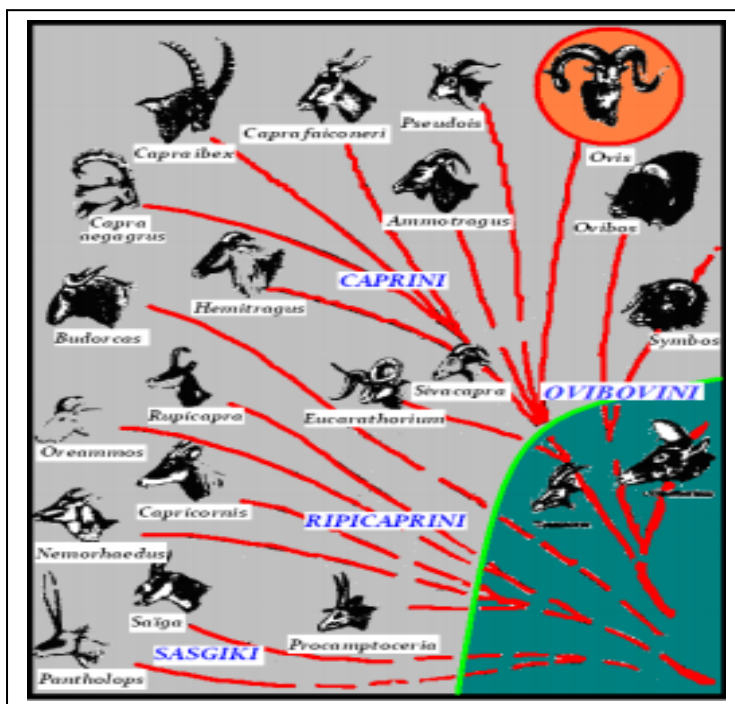 Capra ibex
Capra faiconeri
Pseudois
Ovis
Capra
aegagrus
Ammotragus
Ovibos
Hemitragus
CAPRINI
Budorcas
Symbos
Sivacapra
OVIBOVINI
Rupicapra
Eucarathorium
Oreammos
Capricornis
RIPICAPRINI
Nemorhaedus
Saïga
Procamptoceria
SASGIKI
Pantholops